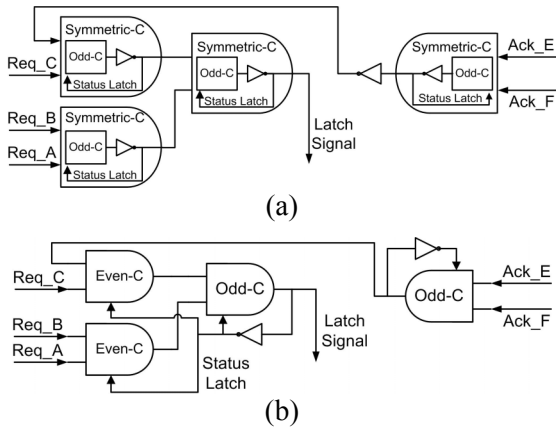 Symmetric-C
Odd-C
Status Latch
Req_C
Symmetric-C
Odd-C
Status Latch
Symmetric-C
Odd-C
Status Latch
Ack_E
Ack_F
Req_B
Req_A
Symmetric-C
Odd-C
Status Latch
Latch
Signal
(a)
Req_C
Even-C
Odd-C
Odd-C
Ack_E
Ack_F
Req_B
Req_A
Even-C
Status
Latch
Latch
Signal
(b)